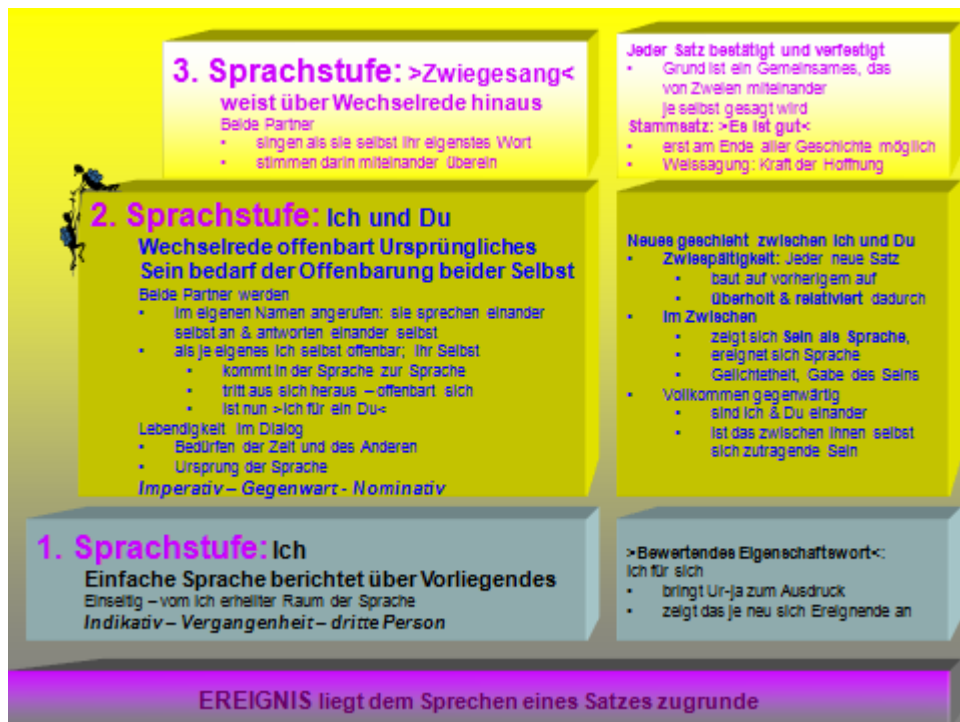 3. Sprachstufe: >Zwiegesang<
weist über Wechselrede hinaus
Beide Partner
▪ singen als sie selbst ihr eigenstes Wort
▪ stimmen darin miteinander überein
Jeder Satz bestätigt und verfestigt
▪ Grund ist ein Gemeinsames, das
von Zweien miteinander
je selbst gesagt wird
Stammsatz: >Es ist gut<
▪ erst am Ende aller Geschichte möglich
▪ Weissagung: Kraft der Hoffnung
2. Sprachstufe: Ich und Du
Wechselrede offenbart Ursprüngliches
Sein bedarf der Offenbarung beider Selbst
Beide Partner werden
▪ im eigenen Namen angerufen: sie sprechen einander
selbst an & antworten einander selbst
▪ als je eigenes Ich selbst offenbar; ihr Selbst
▪ kommt in der Sprache zur Sprache
▪ tritt aus sich heraus – offenbart sich
▪ ist nun >Ich für ein Du<
Lebendigkeit im Dialog
▪ Bedürfen der Zeit und des Anderen
▪ Ursprung der Sprache
Imperativ – Gegenwart - Nominativ
Neues geschieht zwischen Ich und Du
▪ Zwiespältigkeit: Jeder neue Satz
▪ baut auf vorherigem auf
▪ überholt & relativiert dadurch
▪ Im Zwischen
▪ zeigt sich Sein als Sprache,
▪ ereignet sich Sprache
▪ Gelichtetheit, Gabe des Seins
▪ Vollkommen gegenwärtig
▪ sind Ich & Du einander
▪ ist das zwischen ihnen selbst
sich zutragende Sein
1. Sprachstufe: Ich
Einfache Sprache berichtet über Vorliegendes
Einseitig – vom Ich erhellter Raum der Sprache
Indikativ – Vergangenheit – dritte Person
>Bewertendes Eigenschaftswort<:
Ich für sich
▪ bringt Ur-ja zum Ausdruck
▪ zeigt das je neu sich Ereignende an
EREIGNIS liegt dem Sprechen eines Satzes zugrunde